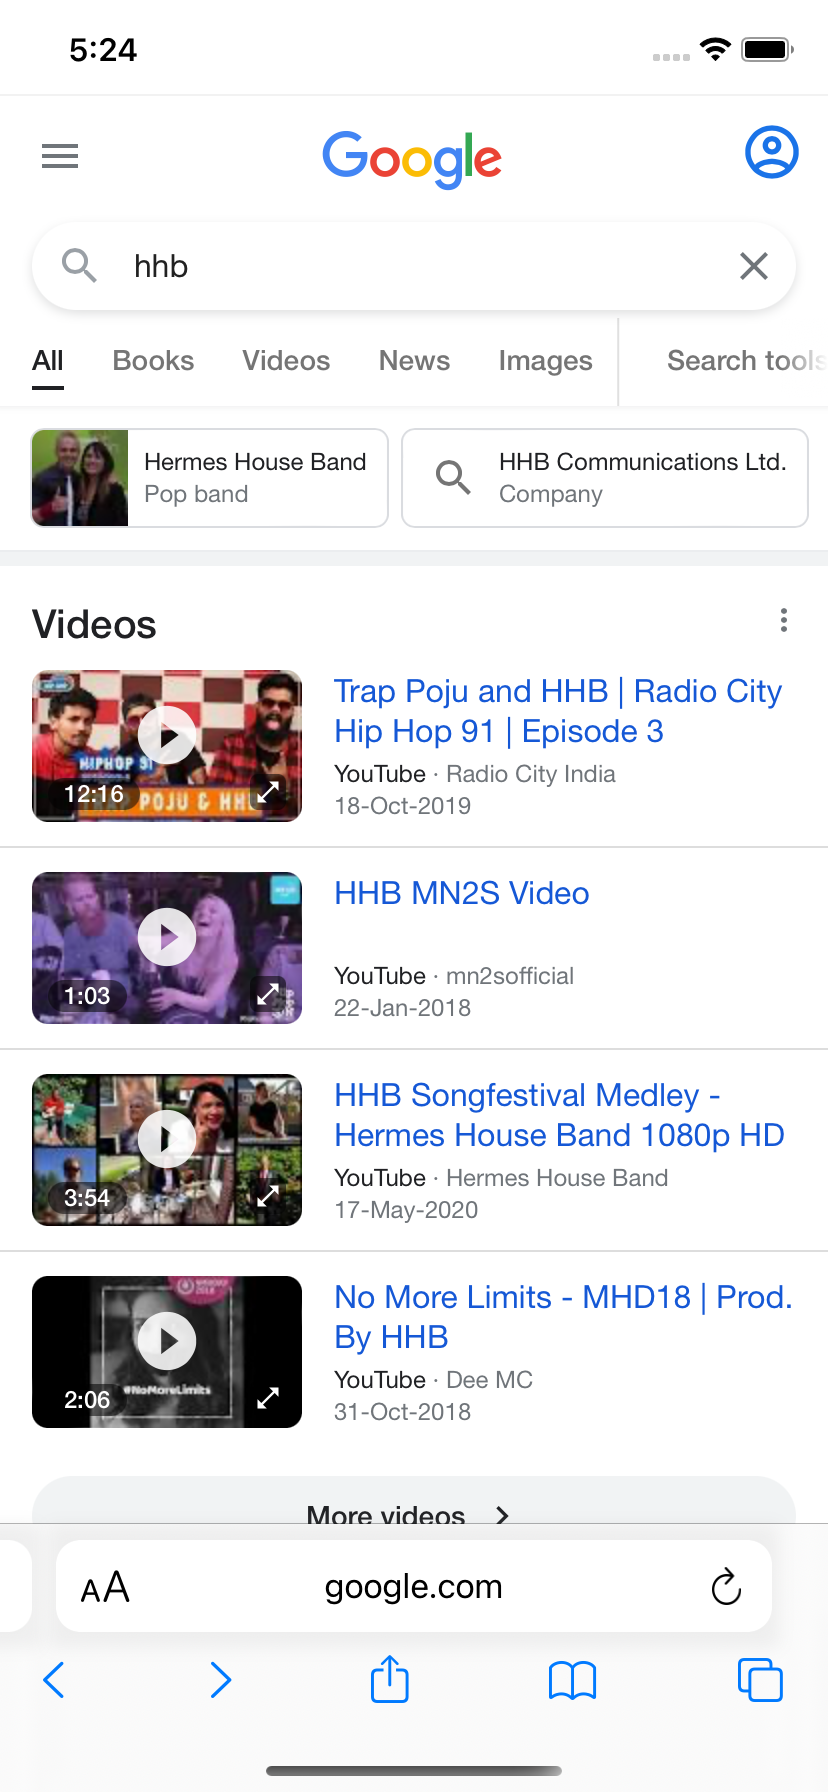 5:24
Google
hhb
All Books Videos News Images Search tools
Hermes House Band
Pop band
HHB Communications Ltd.
Company
Videos
HIPHOP 91
12:16
TRAP POJU & HHB
Trap Poju and HHB | Radio City
Hip Hop 91 | Episode 3
YouTube · Radio City India
18-Oct-2019
1:03
HHB MN2S Video
YouTube · mn2sofficial
22-Jan-2018
3:54
HHB Songfestival Medley -
Hermes House Band 1080p HD
YouTube · Hermes House Band
17-May-2020
#NoMoreLimits
2:06
No More Limits - MHD18 | Prod.
By HHB
YouTube · Dee MC
31-Oct-2018
More videos
AA google.com